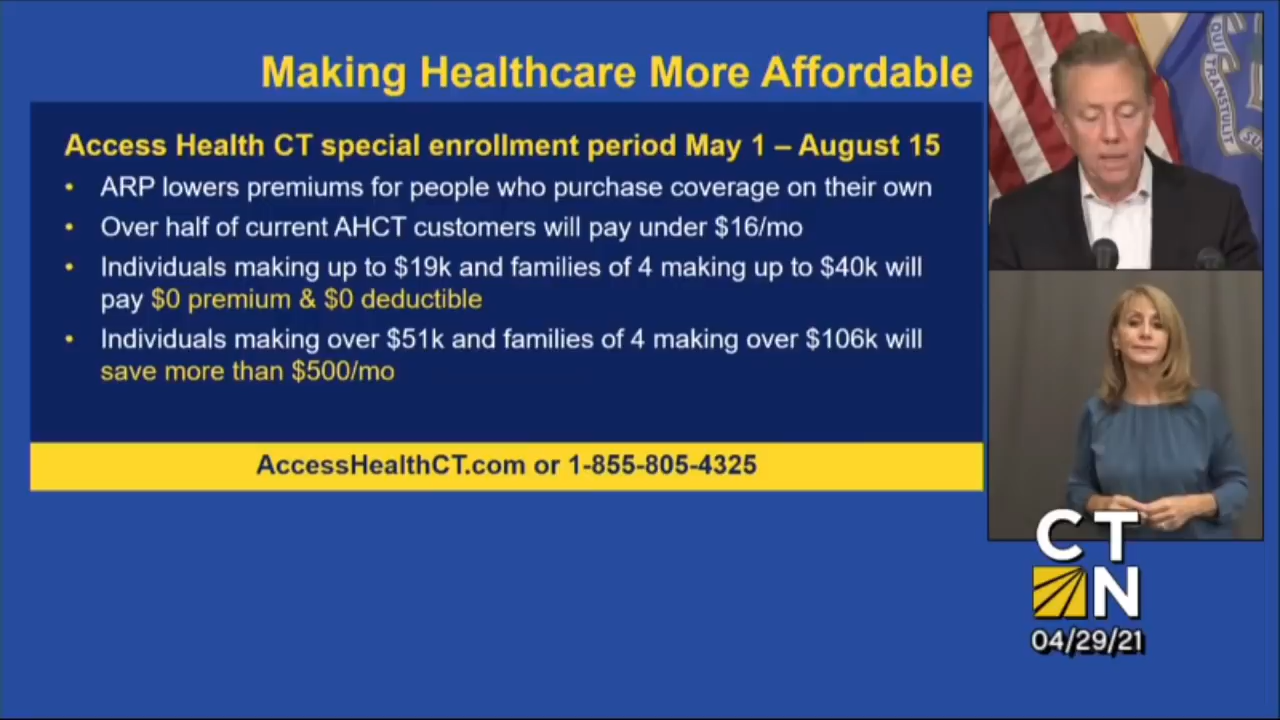 Making Healthcare More Affordable
Access Health CT special enrollment period May 1 – August 15
• ARP lowers premiums for people who purchase coverage on their own
• Over half of current AHCT customers will pay under $16/mo
• Individuals making up to $19k and families of 4 making up to $40k will
pay $0 premium & $0 deductible
• Individuals making over $51k and families of 4 making over $106k will
save more than $500/mo
AccessHealthCT.com or 1-855-805-4325
QUI
TRANSTULIT
CT
N
04/29/21